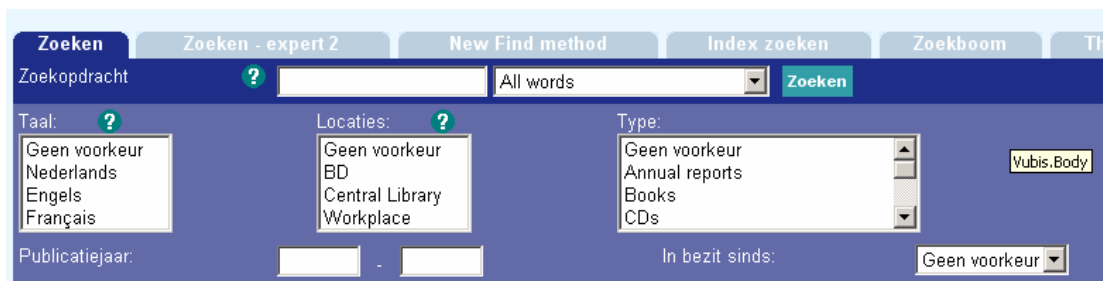 Zoeken Zoeken - expert 2 New Find method Index zoeken Zoekboom Th
Zoekopdracht ? All words Zoeken
Taal: ? Locaties: ? Type:
Geen voorkeur Geen voorkeur Geen voorkeur
Nederlands BD Annual reports Vubis.Body
Engels Central Library Books
Français Workplace CDs
Publicatiejaar: - In bezit sinds: Geen voorkeur